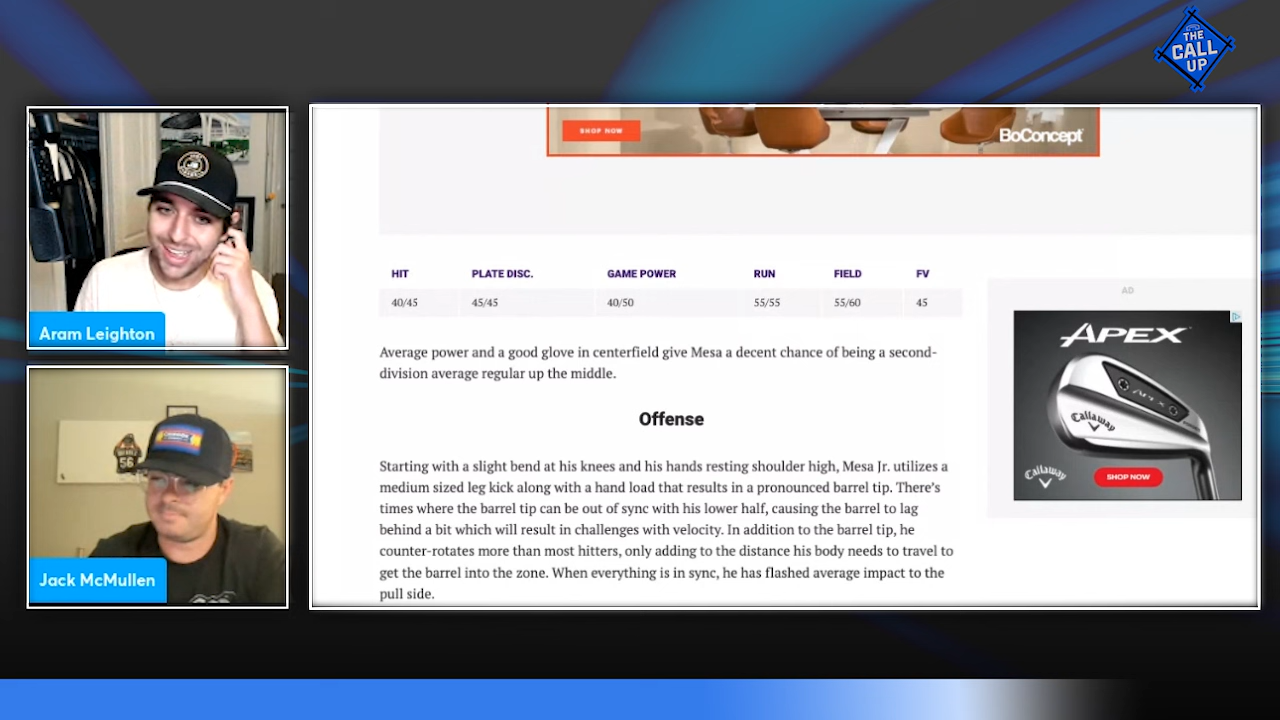 THE
CALL
UP
SHOP NOW
BoConcept
HIT PLATE DISC. GAME POWER RUN FIELD FV
40/45 45/45 40/50 55/55 55/60 45
Average power and a good glove in centerfield give Mesa a decent chance of being a second-
division average regular up the middle.
Offense
Starting with a slight bend at his knees and his hands resting shoulder high, Mesa Jr. utilizes a
medium-sized leg kick along with a hand load that results in a pronounced barrel tip. There's
times where the barrel tip can be out of sync with his lower half, causing the barrel to lag
behind a bit which will result in challenges with velocity. In addition to the barrel tip, he
counter-rotates more than most hitters, only adding to the distance his body needs to travel to
get the barrel into the zone. When everything is in sync, he has flashed average impact to the
pull side.
AD
APEX
Callaway
Callaway
SHOP NOW
Aram Leighton
56
Jack McMullen